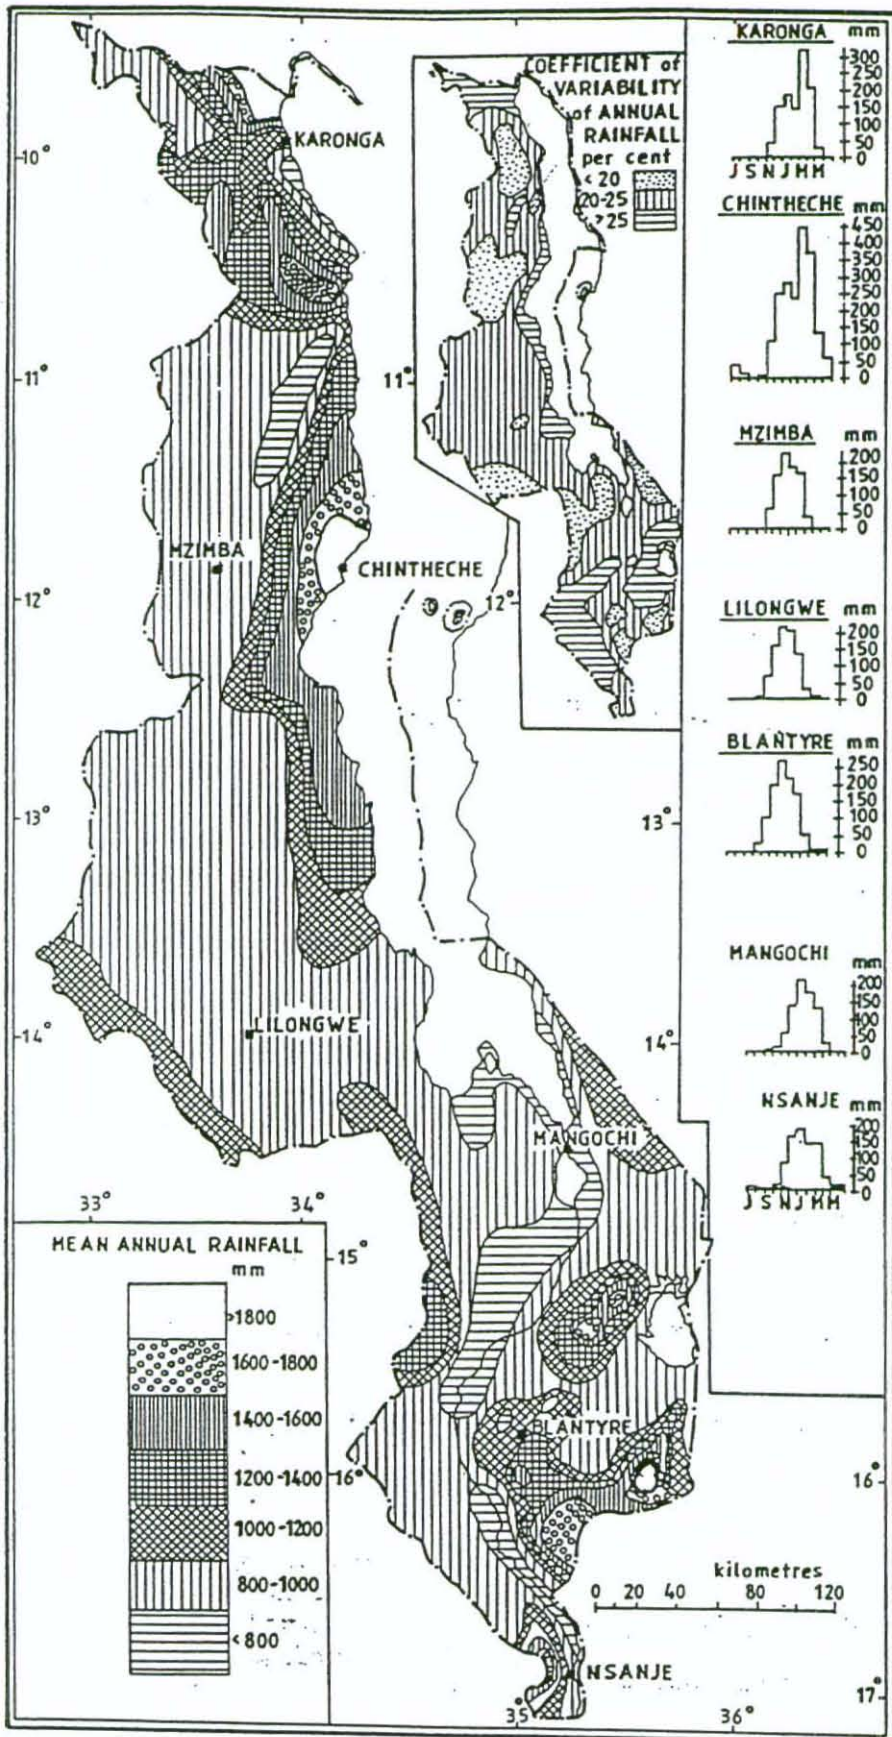 KARONGA mm
300
250
200
150
100
50
0
J S N J M M
CHINTHECHE mm
450
400
350
300
250
200
150
100
50
0
MZIMBA mm
200
150
100
50
0
LILONGWE mm
200
150
100
50
0
BLANTYRE mm
250
200
150
100
50
0
MANGOCHI mm
200
150
100
50
0
NSANJE mm
200
150
100
50
0
J S N J M M
COEFFICIENT of
VARIABILITY
of ANNUAL
RAINFALL
per cent
< 20
20-25
>25
KARONGA
MZIMBA
CHINTHECHE
LILONGWE
MANGOCHI
BLANTYRE
NSANJE
10°
11°
12°
13°
14°
11°
12°
13°
14°
33°
34°
15°
16°
16°
17°
35°
36°
MEAN ANNUAL RAINFALL
mm
>1800
1600-1800
1400-1600
1200-1400
1000-1200
800-1000
<800
kilometres
0 20 40 80 120